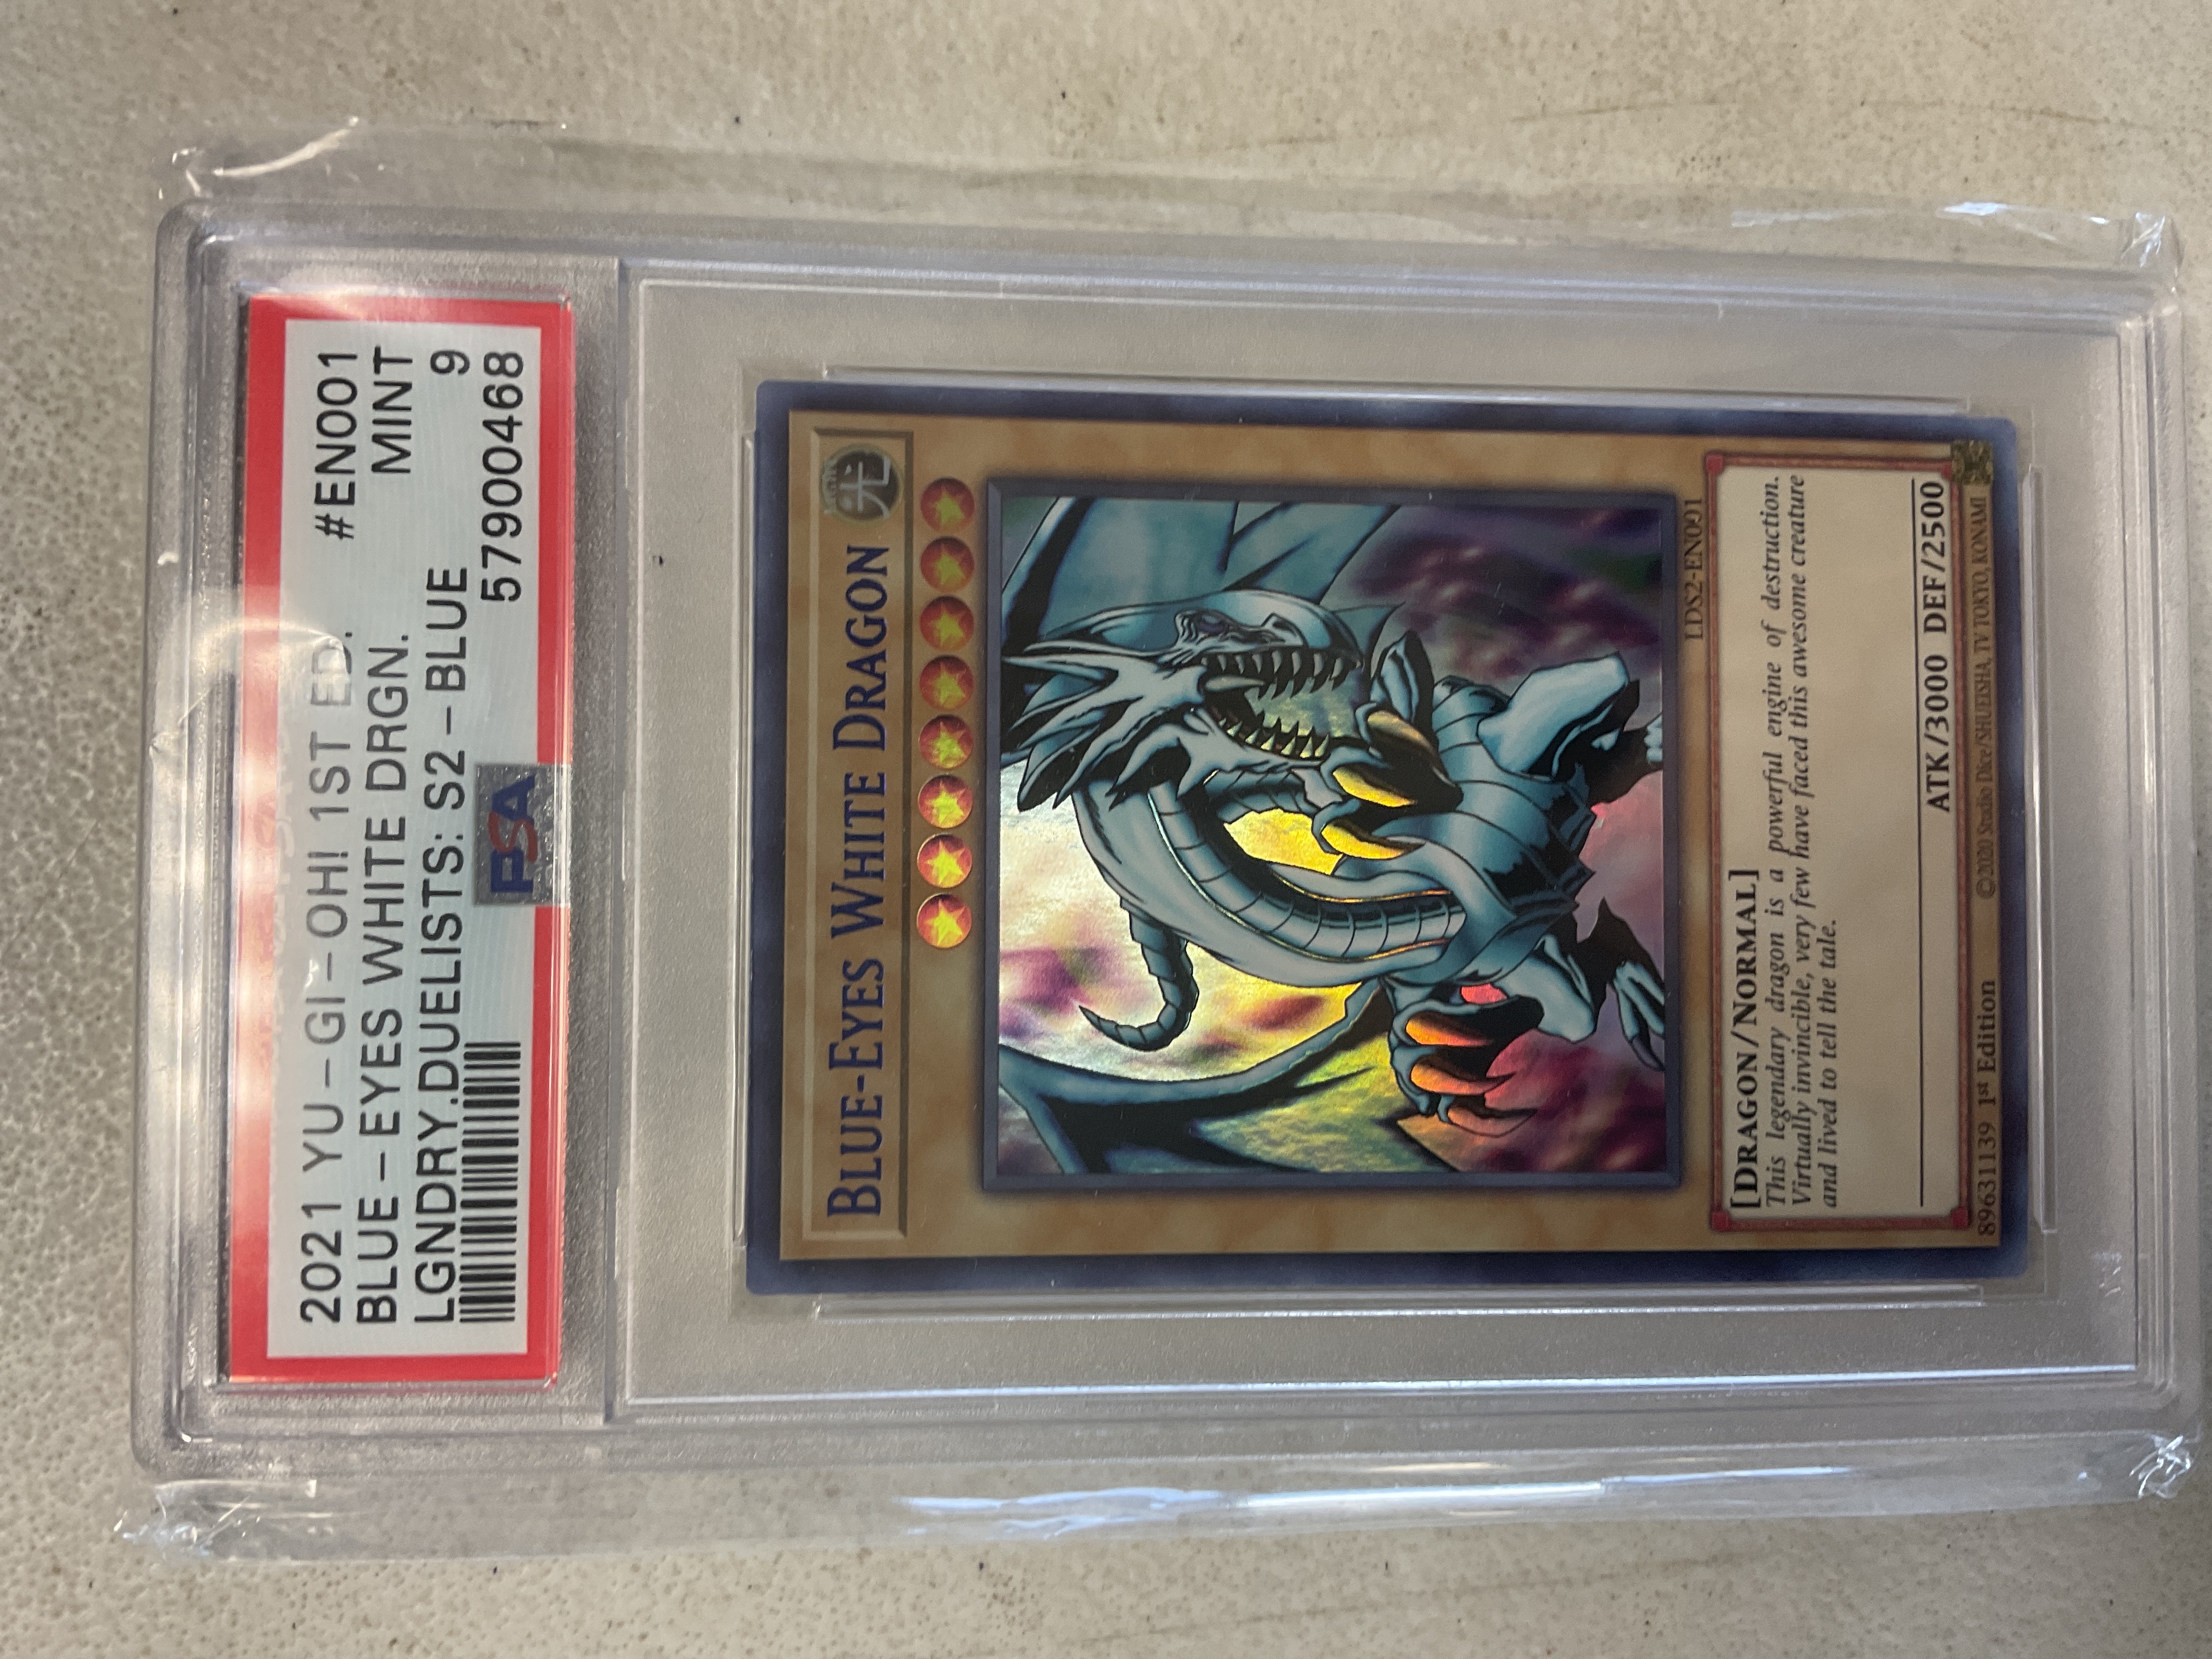 2021 YU-GI-OH! 1ST ED. #EN001
BLUE-EYES WHITE DRGN. MINT
LGNDRY.DUELISTS: S2-BLUE 9
PSA 57900468
BLUE-EYES WHITE DRAGON
LDS2-EN001
[DRAGON/NORMAL]
This legendary dragon is a powerful engine of destruction.
Virtually invincible, very few have faced this awesome creature
and lived to tell the tale.
ATK/3000 DEF/2500
89631139 1st Edition ©2020 Studio Dice/SHUEISHA, TV TOKYO, KONAMI